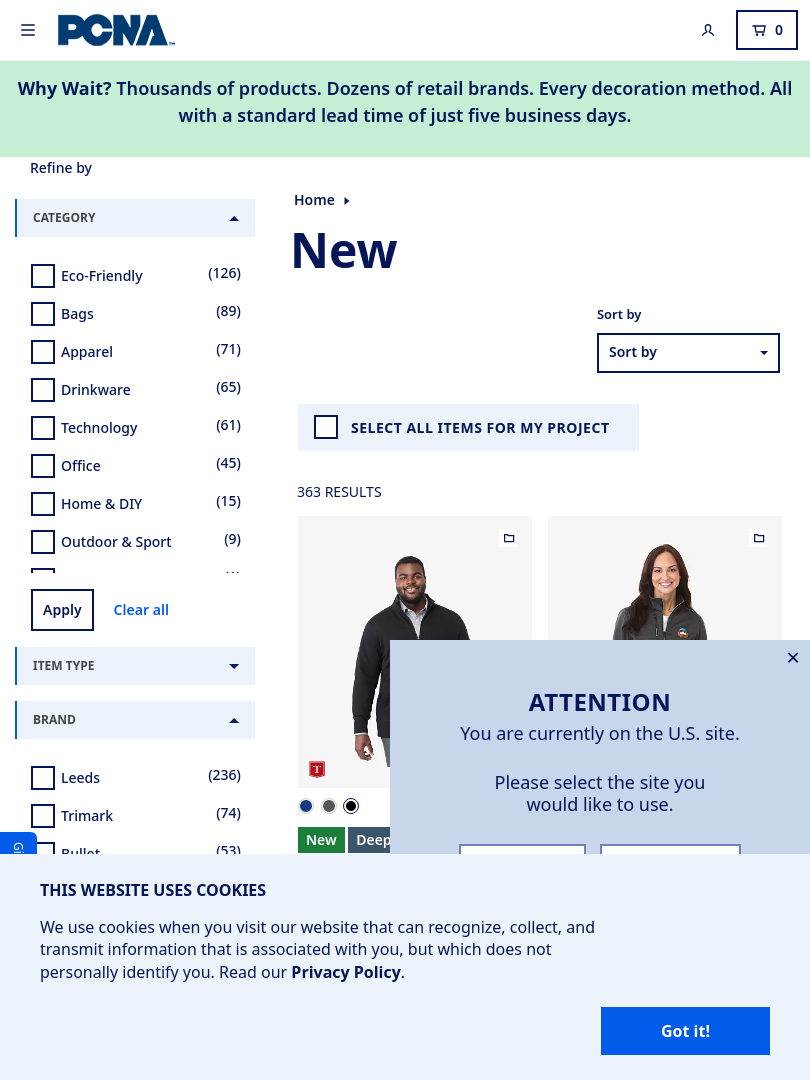 PCNA
0
Why Wait? Thousands of products. Dozens of retail brands. Every decoration method. All
with a standard lead time of just five business days.
Refine by
CATEGORY
Eco-Friendly (126)
Bags (89)
Apparel (71)
Drinkware (65)
Technology (61)
Office (45)
Home & DIY (15)
Outdoor & Sport (9)
Apply Clear all
ITEM TYPE
BRAND
Leeds (236)
Trimark (74)
Bullet (53)
Home
New
Sort by
Sort by
SELECT ALL ITEMS FOR MY PROJECT
363 RESULTS
T
New Deep
ATTENTION
You are currently on the U.S. site.
Please select the site you
would like to use.
THIS WEBSITE USES COOKIES
We use cookies when you visit our website that can recognize, collect, and
transmit information that is associated with you, but which does not
personally identify you. Read our Privacy Policy.
Got it!